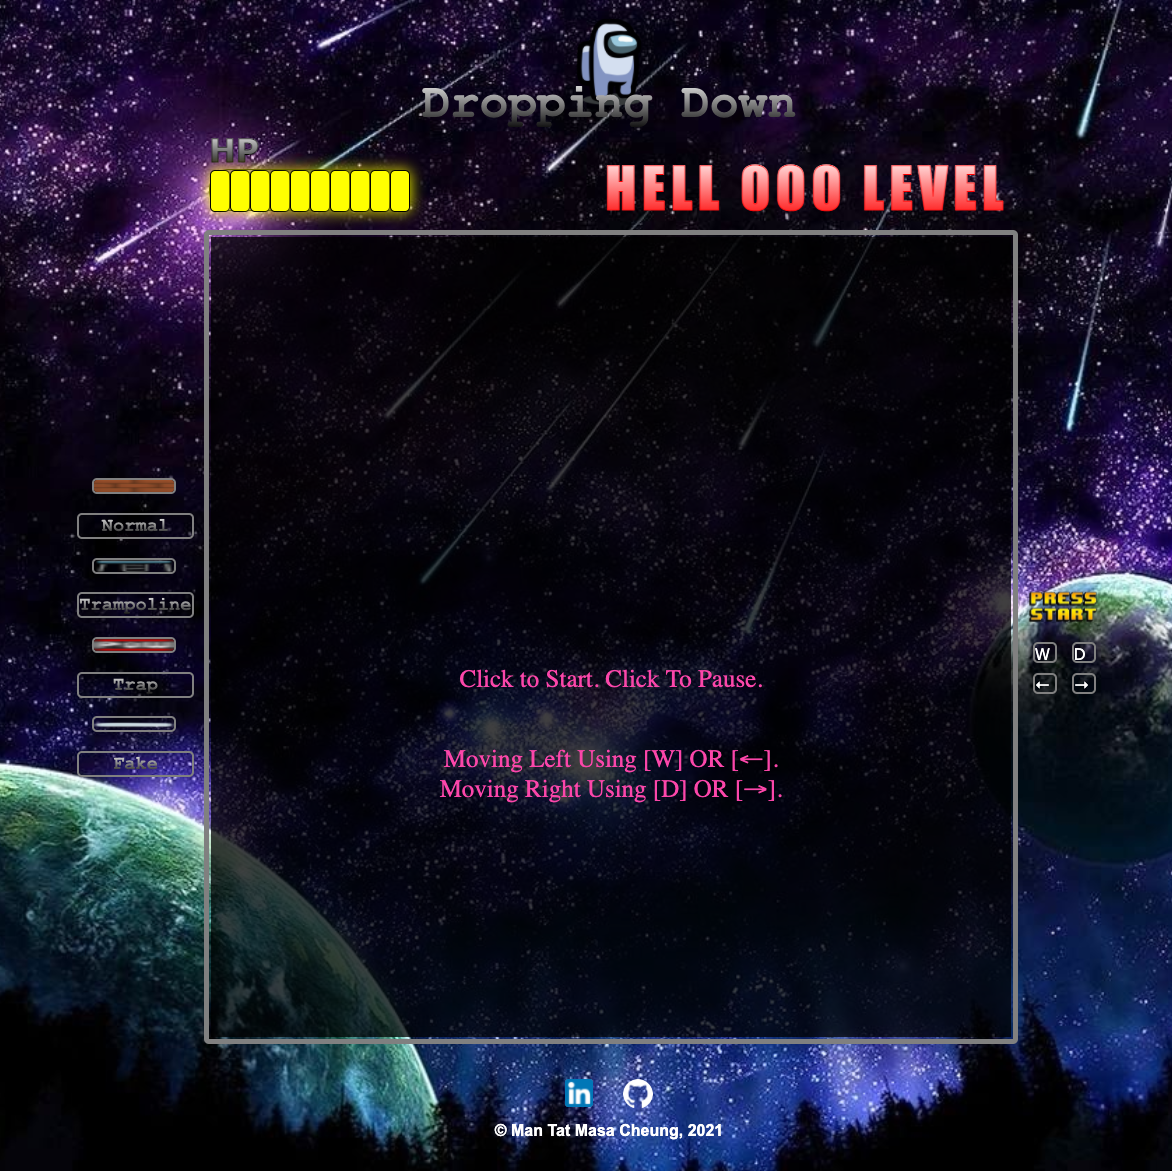 Dropping Down
HP
HELL 000 LEVEL
Normal
Trampoline
Trap
Fake
Click to Start. Click To Pause.
Moving Left Using [W] OR [←].
Moving Right Using [D] OR [→].
PRESS
START
W D
← →
in
© Man Tat Masa Cheung, 2021